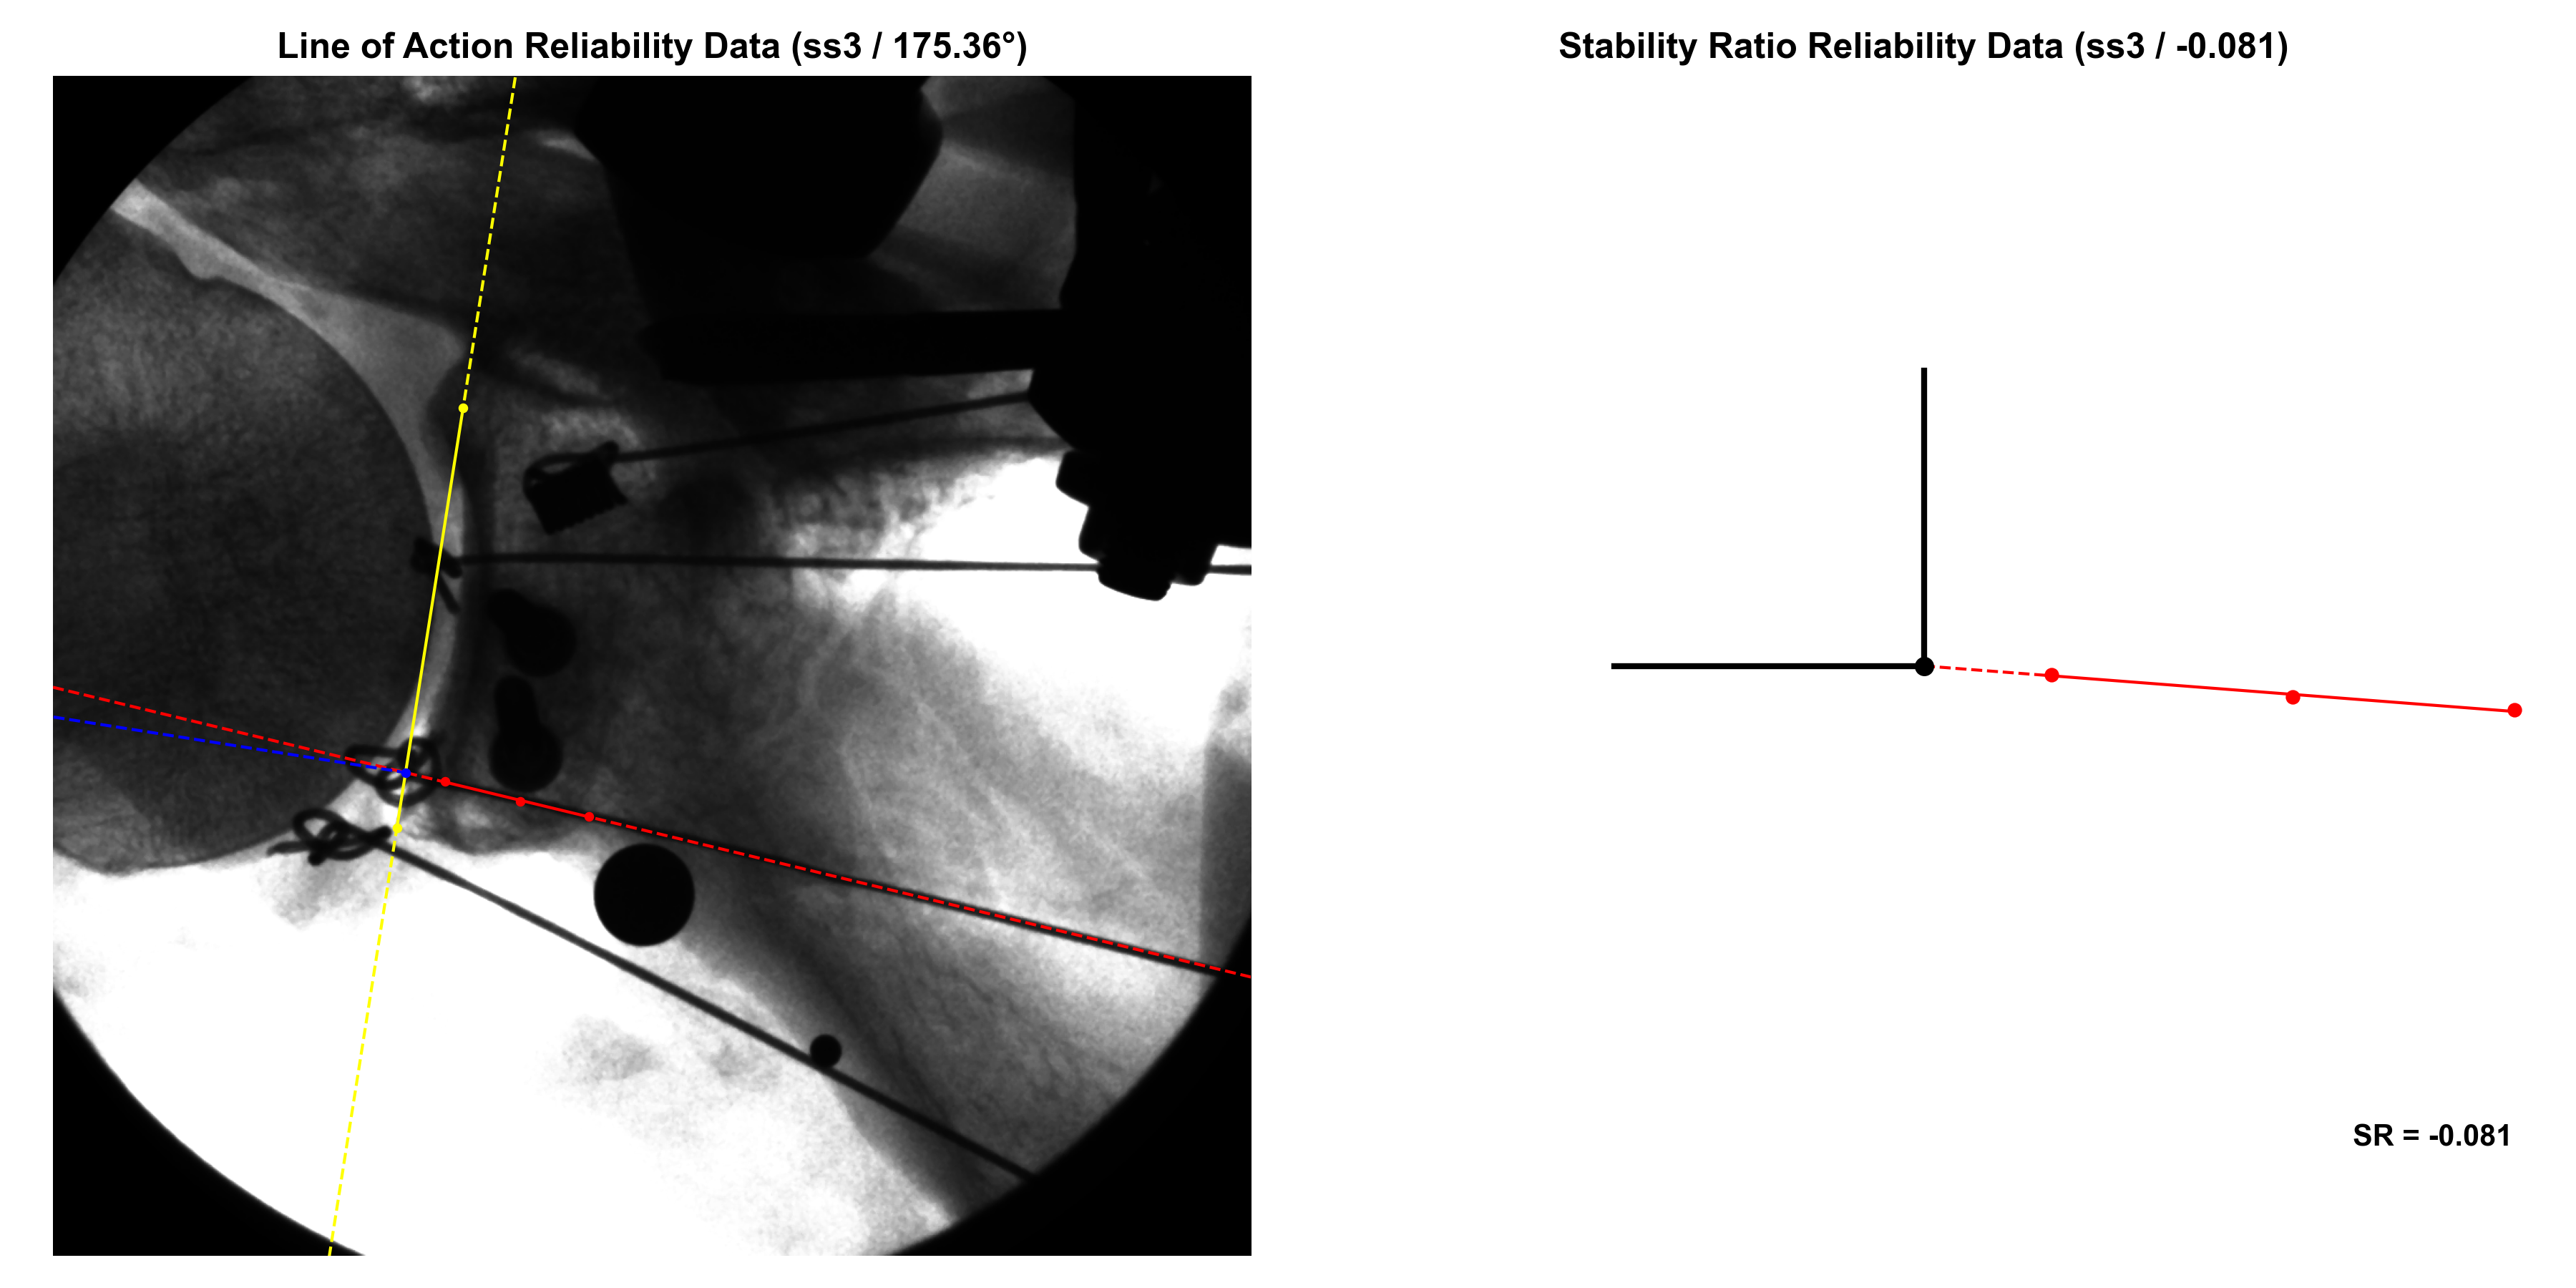 Line of Action Reliability Data (ss3 / 175.36°)
Stability Ratio Reliability Data (ss3 / -0.081)
SR = -0.081